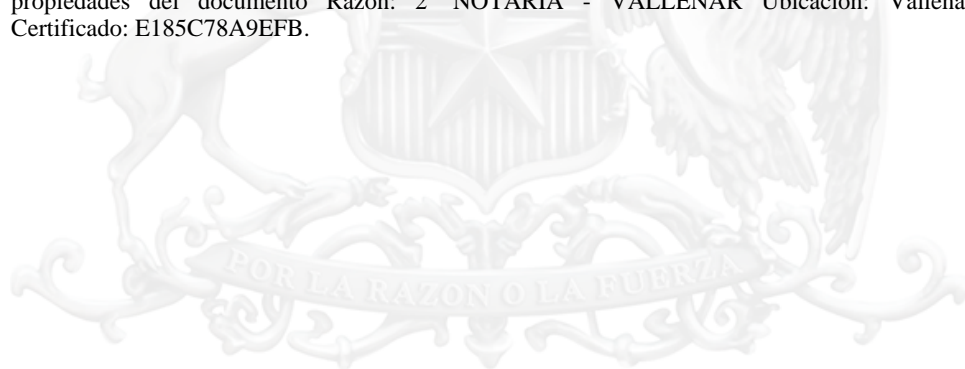 propiedades del documento Razón: 2° NOTARIA - VALLENAR Ubicación: Vallena
Certificado: E185C78A9EFB.
POR LA RAZON O LA FUERZA